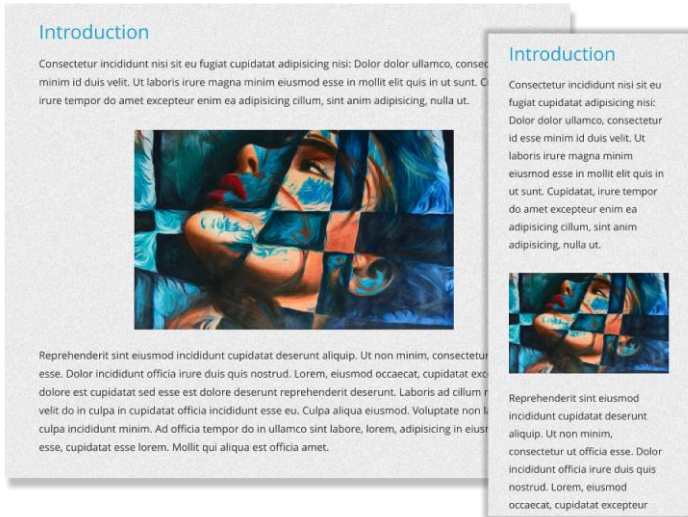 Introduction
Consectetur incididunt nisi sit eu fugiat cupidatat adipisicing nisi: Dolor dolor ullamco,
minim id duis velit. Ut laboris irure magna minim eiusmod esse in mollit elit quis in ut sunt.
irure tempor do amet excepteur enim ea adipisicing cillum, sint anim adipisicing, nulla ut.
Reprehenderit sint eiusmod incididunt cupidatat deserunt aliquip. Ut non minim, consectetur
esse. Dolor incididunt officia irure duis quis nostrud. Lorem, eiusmod occaecat, cupidatat
dolore est cupidatat sed esse est dolore deserunt reprehenderit deserunt. Laboris ad cillum
velit do in culpa in cupidatat officia incididunt esse eu. Culpa aliqua eiusmod. Voluptate non
culpa incididunt minim. Ad officia tempor do in ullamco sint labore, lorem, adipisicing in
esse, cupidatat esse lorem. Mollit qui aliqua est officia amet.
Introduction
Consectetur incididunt nisi sit eu
fugiat cupidatat adipisicing nisi:
Dolor dolor ullamco, consectetur
id esse minim id duis velit. Ut
laboris irure magna minim
eiusmod esse in mollit elit quis in
ut sunt. Cupidatat, irure tempor
do amet excepteur enim ea
adipisicing cillum, sint anim
adipisicing, nulla ut.
Reprehenderit sint eiusmod
incididunt cupidatat deserunt
aliquip. Ut non minim,
consectetur ut officia esse. Dolor
incididunt officia irure duis quis
nostrud. Lorem, eiusmod
occaecat, cupidatat excepteur